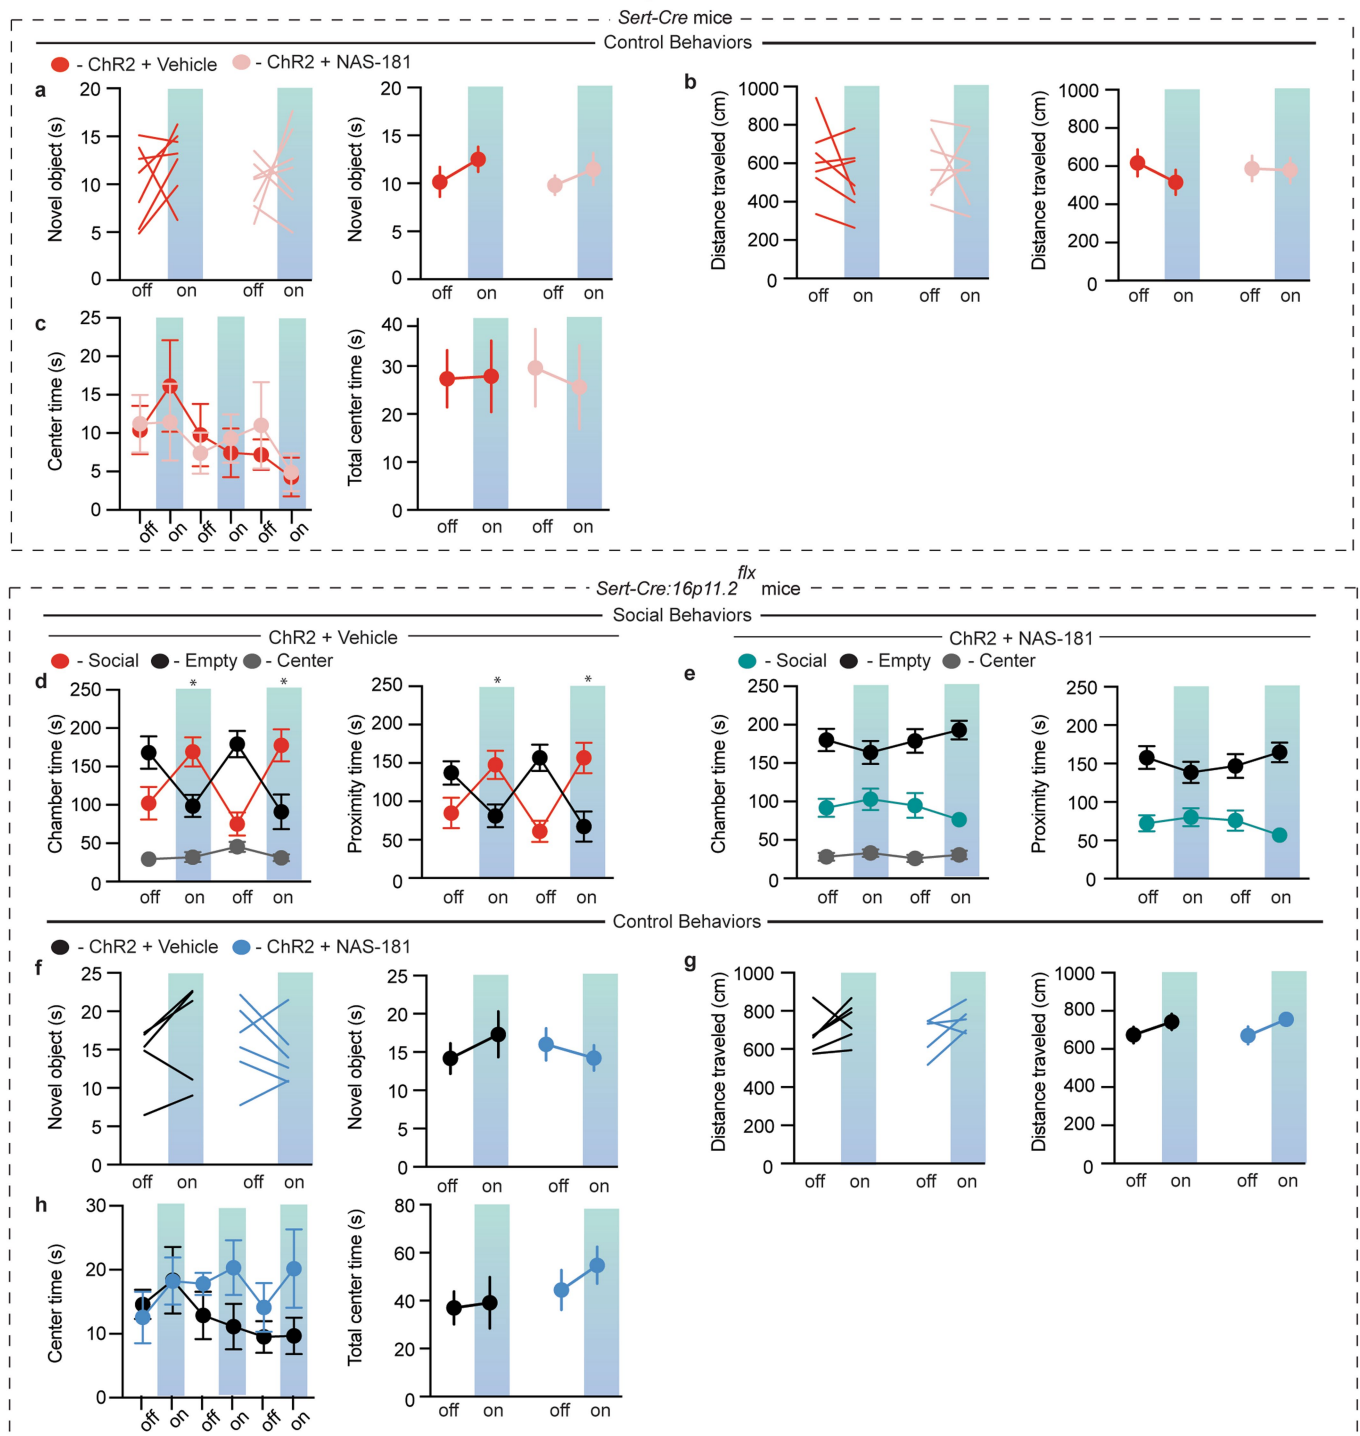 Sert-Cre mice
Control Behaviors
- ChR2 + Vehicle - ChR2 + NAS-181
a
Novel object (s)
20
15
10
5
0
off on off on
Novel object (s)
20
15
10
5
0
off on off on
b
Distance traveled (cm)
1000
800
600
400
200
0
off on off on
Distance traveled (cm)
1000
800
600
400
200
0
off on off on
c
Center time (s)
25
20
15
10
5
0
off on off on off on
Total center time (s)
40
30
20
10
0
off on off on
Sert-Cre:16p11.2flx mice
Social Behaviors
ChR2 + Vehicle
- Social - Empty - Center
d
Chamber time (s)
250
200
150
100
50
0
* *
off on off on
Proximity time (s)
250
200
150
100
50
0
* *
off on off on
ChR2 + NAS-181
- Social - Empty - Center
e
Chamber time (s)
250
200
150
100
50
0
off on off on
Proximity time (s)
250
200
150
100
50
0
off on off on
Control Behaviors
- ChR2 + Vehicle - ChR2 + NAS-181
f
Novel object (s)
25
20
15
10
5
0
off on off on
Novel object (s)
25
20
15
10
5
0
off on off on
g
Distance traveled (cm)
1000
800
600
400
200
0
off on off on
Distance traveled (cm)
1000
800
600
400
200
0
off on off on
h
Center time (s)
30
20
10
0
off on off on off on
Total center time (s)
80
60
40
20
0
off on off on